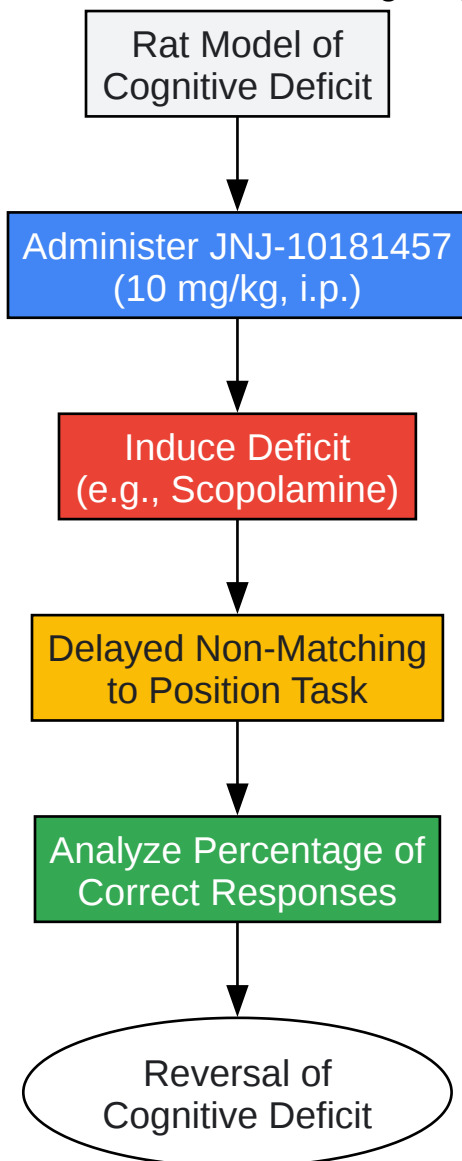 Rat Model of
Cognitive Deficit
Administer JNJ-10181457
(10 mg/kg, i.p.)
Induce Deficit
(e.g., Scopolamine)
Delayed Non-Matching
to Position Task
Analyze Percentage of
Correct Responses
Reversal of
Cognitive Deficit